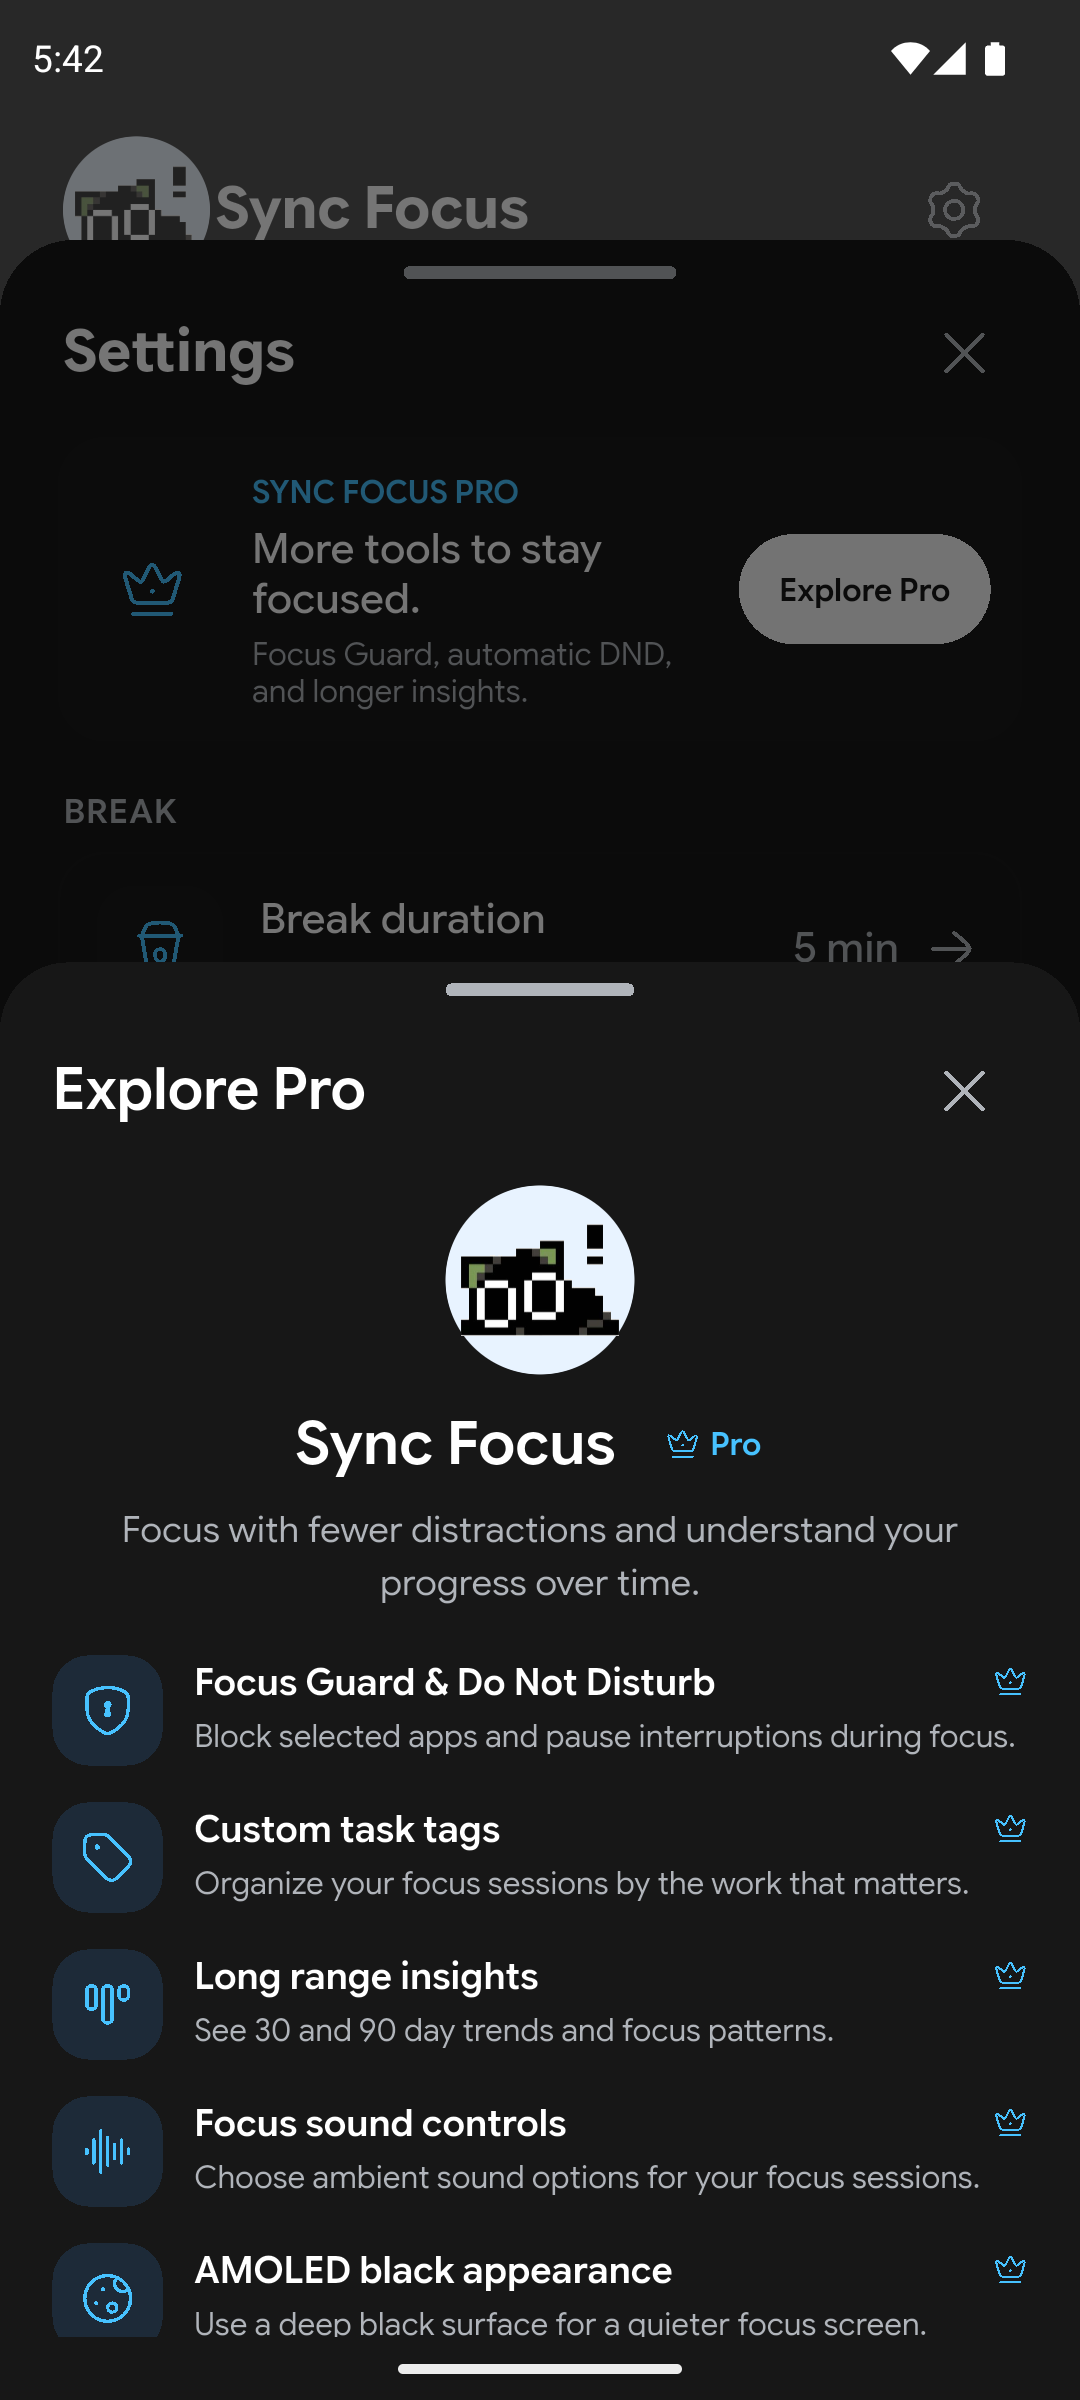 5:42
Sync Focus
Settings
SYNC FOCUS PRO
More tools to stay
focused.
Focus Guard, automatic DND,
and longer insights.
Explore Pro
BREAK
Break duration
5 min
Explore Pro
Sync Focus
Pro
Focus with fewer distractions and understand your
progress over time.
Focus Guard & Do Not Disturb
Block selected apps and pause interruptions during focus.
Custom task tags
Organize your focus sessions by the work that matters.
Long range insights
See 30 and 90 day trends and focus patterns.
Focus sound controls
Choose ambient sound options for your focus sessions.
AMOLED black appearance
Use a deep black surface for a quieter focus screen.